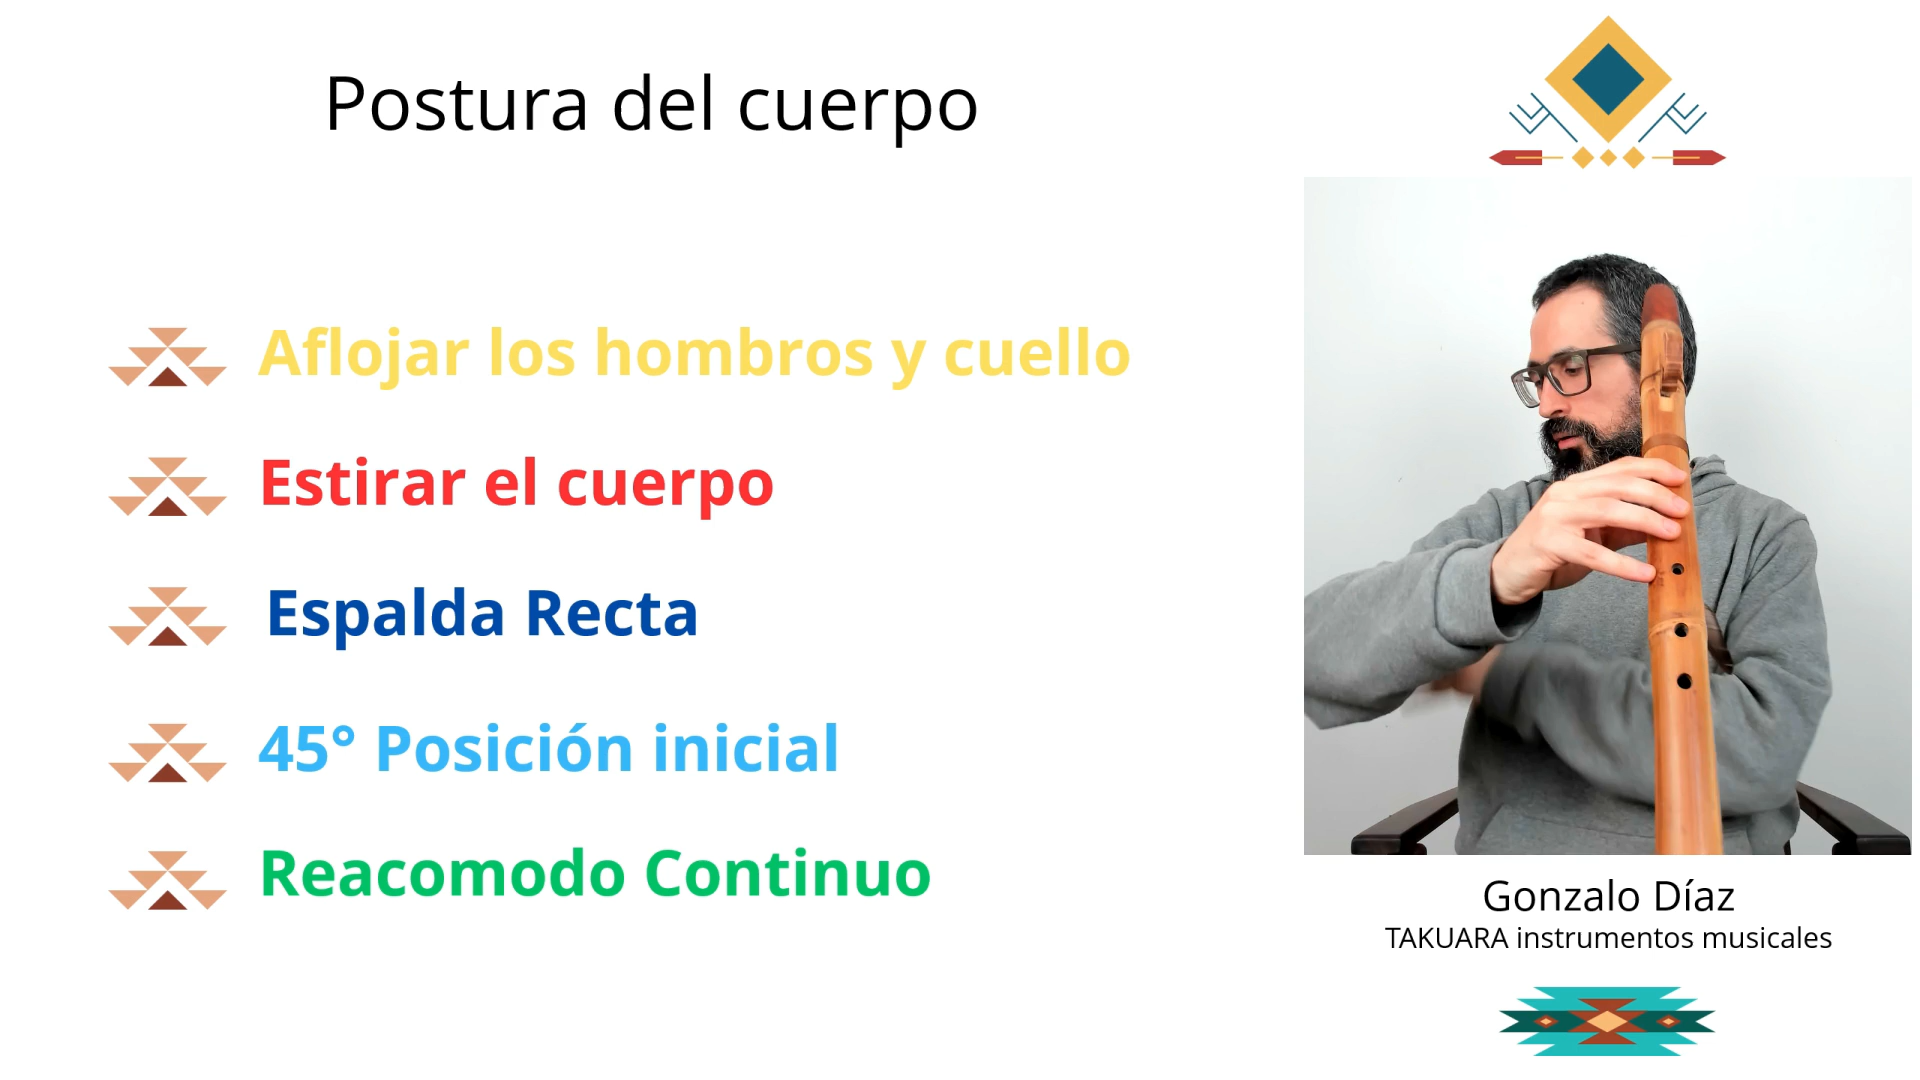 Postura del cuerpo
Aflojar los hombros y cuello
Estirar el cuerpo
Espalda Recta
45° Posición inicial
Reacomodo Continuo
Gonzalo Díaz
TAKUARA instrumentos musicales